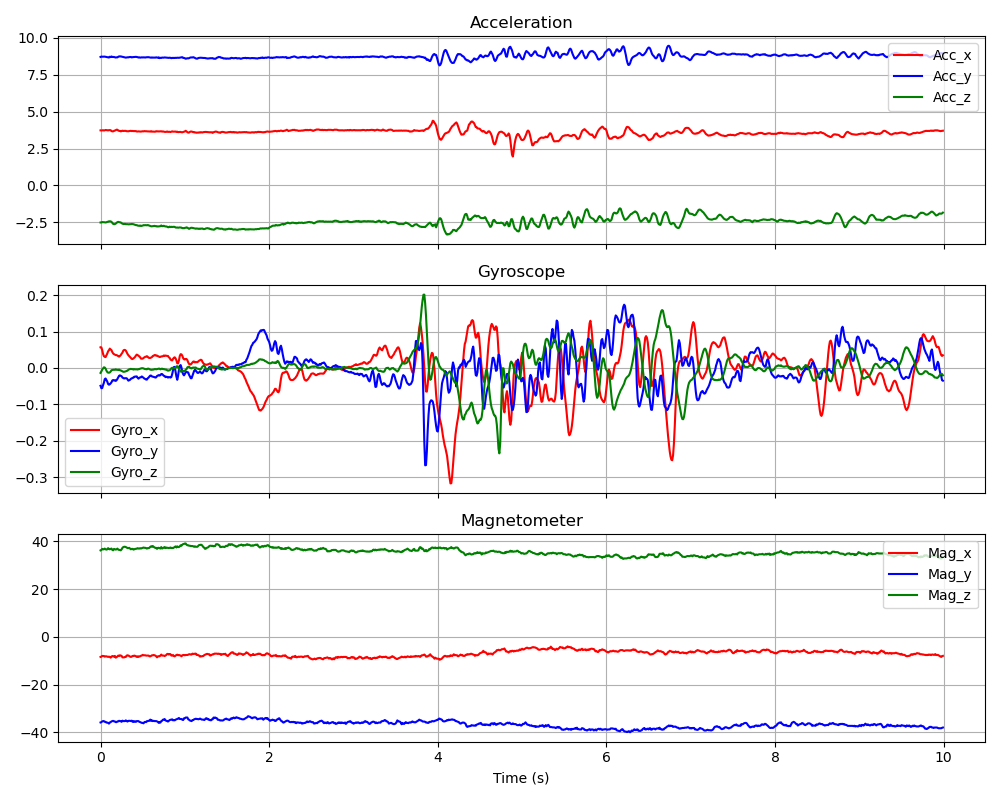 Acceleration
10.0
7.5
5.0
2.5
0.0
−2.5
Acc_x
Acc_y
Acc_z
Gyroscope
0.2
0.1
0.0
−0.1
−0.2
−0.3
Gyro_x
Gyro_y
Gyro_z
Magnetometer
40
20
0
−20
−40
Mag_x
Mag_y
Mag_z
0 2 4 6 8 10
Time (s)